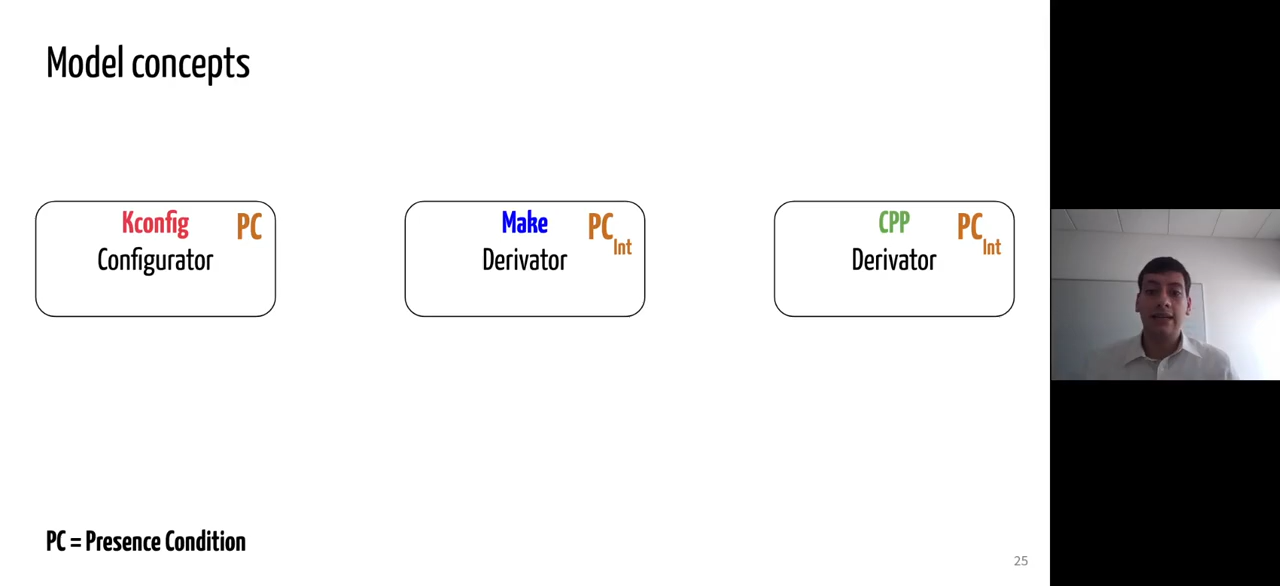 Model concepts
Kconfig PC
Configurator
Make PC Int
Derivator
CPP PC Int
Derivator
PC = Presence Condition
25